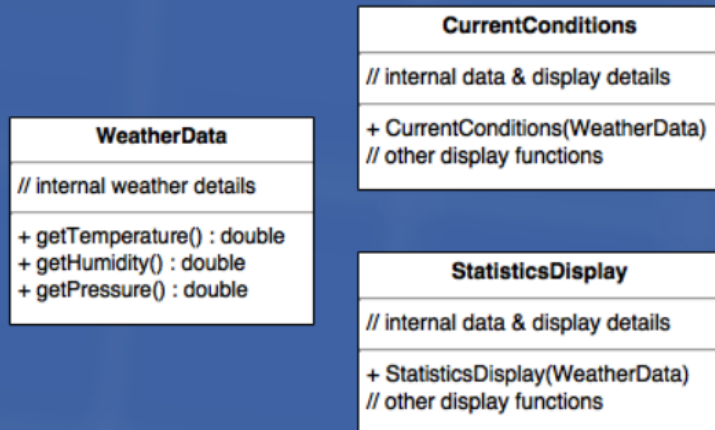 WeatherData
// internal weather details
+ getTemperature() : double
+ getHumidity() : double
+ getPressure() : double
CurrentConditions
// internal data & display details
+ CurrentConditions(WeatherData)
// other display functions
StatisticsDisplay
// internal data & display details
+ StatisticsDisplay(WeatherData)
// other display functions